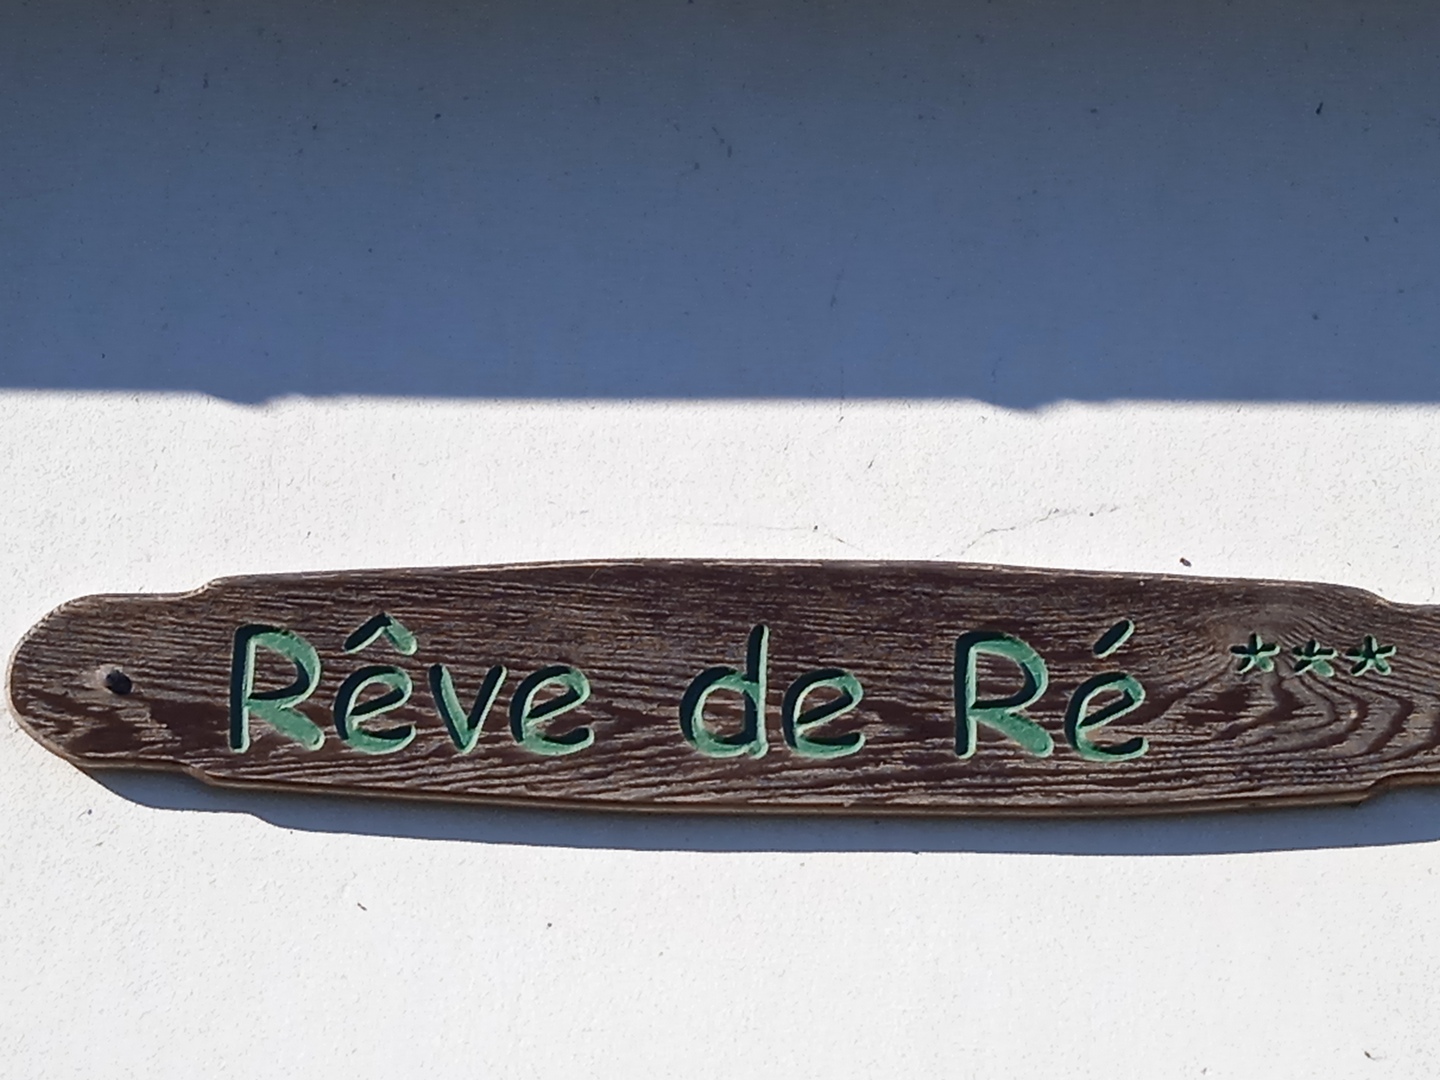 Rêve de Ré ***